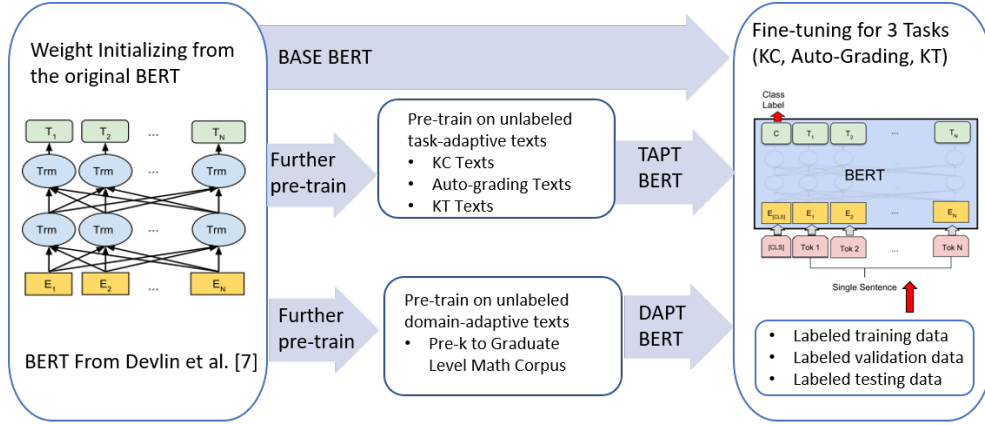 Weight Initializing from
the original BERT
T1 T2 ... TN
Trm Trm ... Trm
Trm Trm ... Trm
E1 E2 ... EN
BERT From Devlin et al. [7]
BASE BERT
Further
pre-train
Pre-train on unlabeled
task-adaptive texts
• KC Texts
• Auto-grading Texts
• KT Texts
TAPT
BERT
Further
pre-train
Pre-train on unlabeled
domain-adaptive texts
• Pre-k to Graduate
Level Math Corpus
DAPT
BERT
Fine-tuning for 3 Tasks
(KC, Auto-Grading, KT)
Class
Label
C T1 T2 ... TN
BERT
E[CLS] E1 E2 ... EN
[CLS] Tok 1 Tok 2 ... Tok N
Single Sentence
• Labeled training data
• Labeled validation data
• Labeled testing data